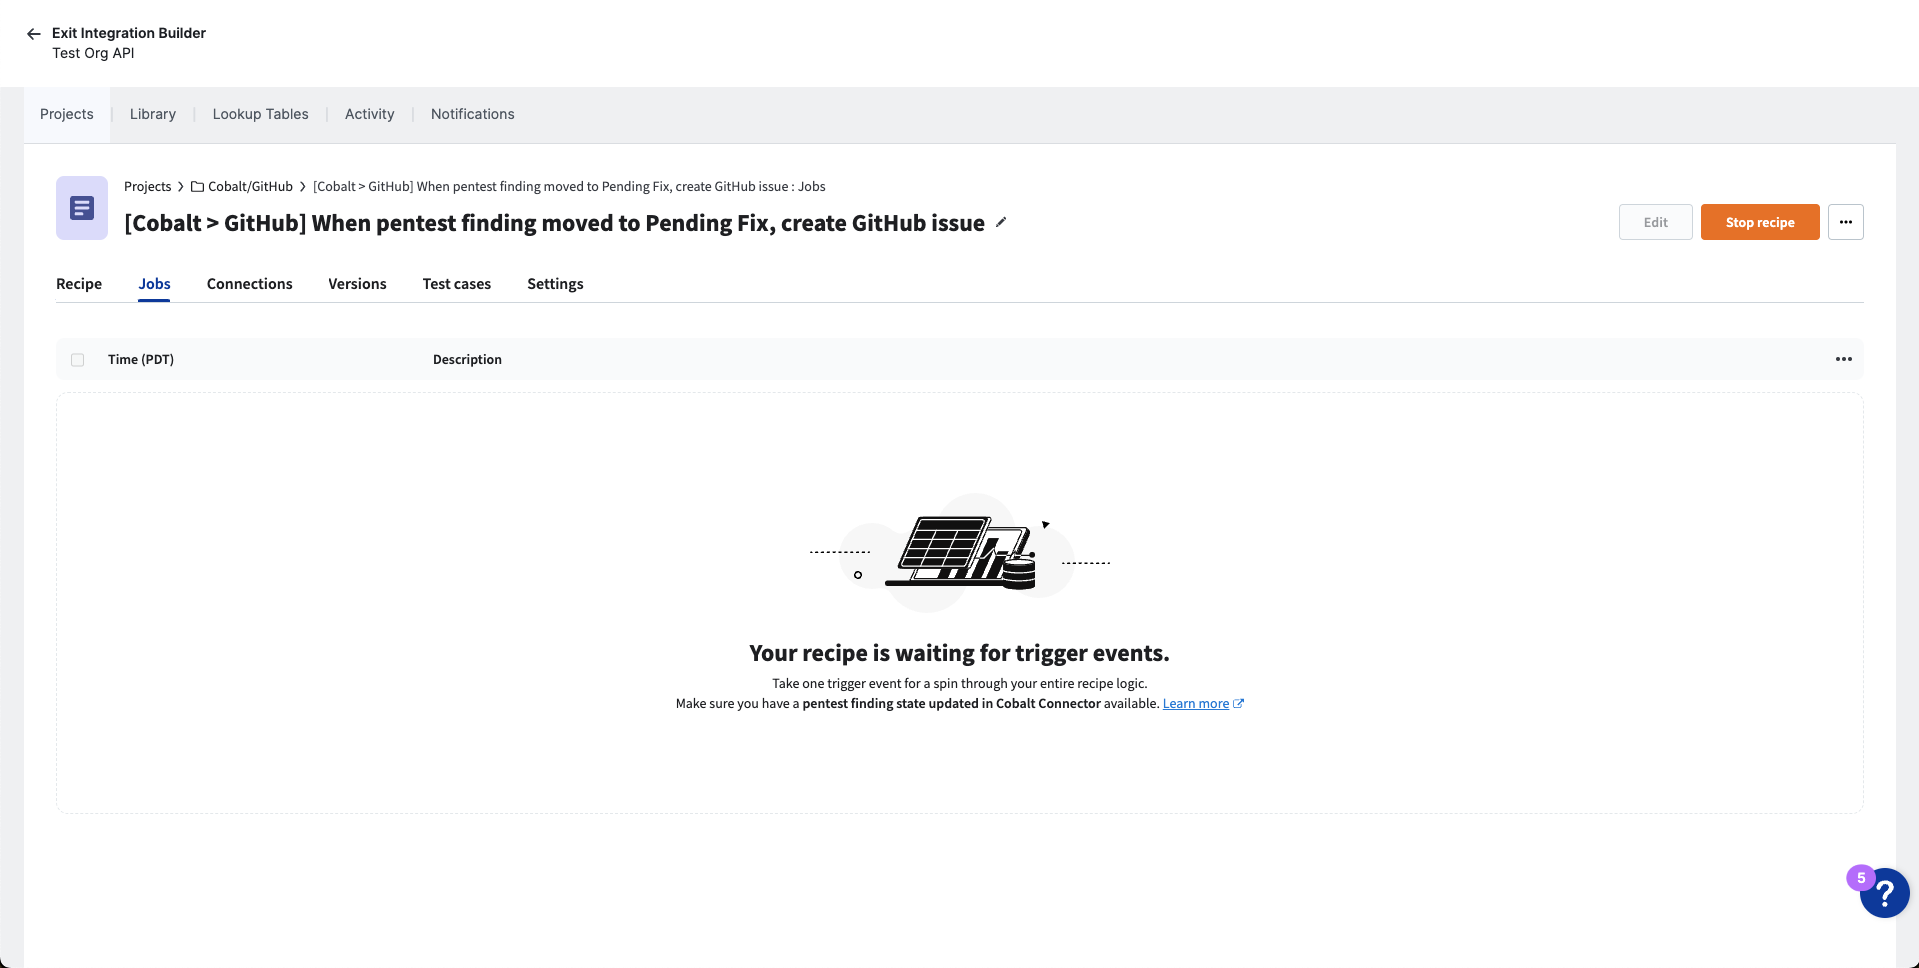 Exit Integration Builder
Test Org API
Projects
Library
Lookup Tables
Activity
Notifications
Projects > Cobalt/GitHub > [Cobalt > GitHub] When pentest finding moved to Pending Fix, create GitHub issue : Jobs
[Cobalt > GitHub] When pentest finding moved to Pending Fix, create GitHub issue
Edit
Stop recipe
Recipe
Jobs
Connections
Versions
Test cases
Settings
Time (PDT)
Description
Your recipe is waiting for trigger events.
Take one trigger event for a spin through your entire recipe logic.
Make sure you have a pentest finding state updated in Cobalt Connector available. Learn more
5
?